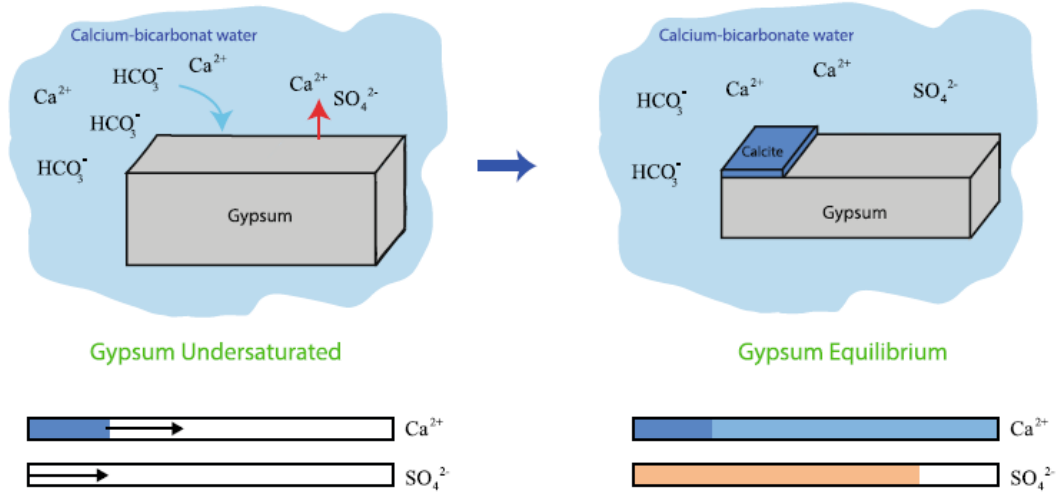 Calcium-bicarbonat water
Ca²⁺
HCO₃⁻
Ca²⁺
Ca²⁺
SO₄²⁻
HCO₃⁻
HCO₃⁻
Gypsum
Gypsum Undersaturated
Ca²⁺
SO₄²⁻
Calcium-bicarbonate water
Ca²⁺
Ca²⁺
SO₄²⁻
HCO₃⁻
HCO₃⁻
Calcite
Gypsum
Gypsum Equilibrium
Ca²⁺
SO₄²⁻